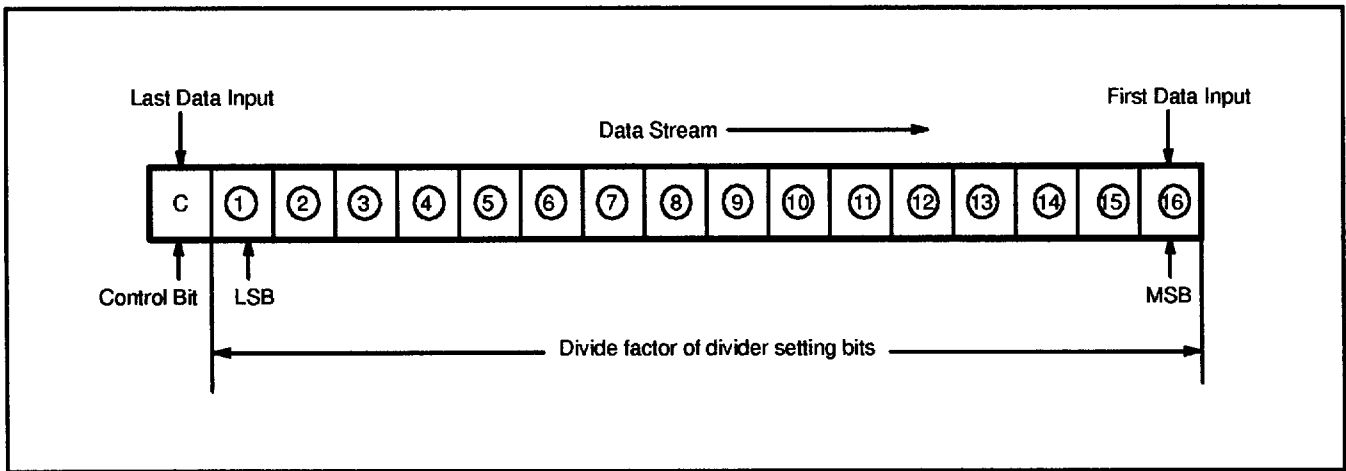 Last Data Input
First Data Input
Data Stream
C ① ② ③ ④ ⑤ ⑥ ⑦ ⑧ ⑨ ⑩ ⑪ ⑫ ⑬ ⑭ ⑮ ⑯
Control Bit
LSB
MSB
Divide factor of divider setting bits